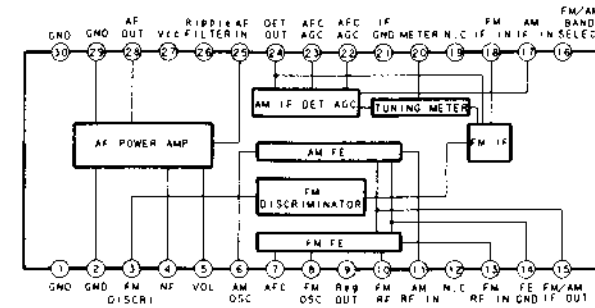 GND GND AF OUT Vcc Ripple FILTER AF IN DET OUT AFC AGC AFC AGC IF GND METER N.C FM IF IN AM IF IN FM/AM BAND SELEC
30 29 28 27 26 25 24 23 22 21 20 19 18 17 16
AM IF DET AGC
TUNING METER
AF POWER AMP
AM FE
FM IF
FM
DISCRIMINATOR
FM FE
1 2 3 4 5 6 7 8 9 10 11 12 13 14 15
GND GND FM DISCRI NF VOL AM OSC AFC FM OSC Reg OUT FM RF AM RF IN N.C FM RF IN FE GND FM/AM IF OUT